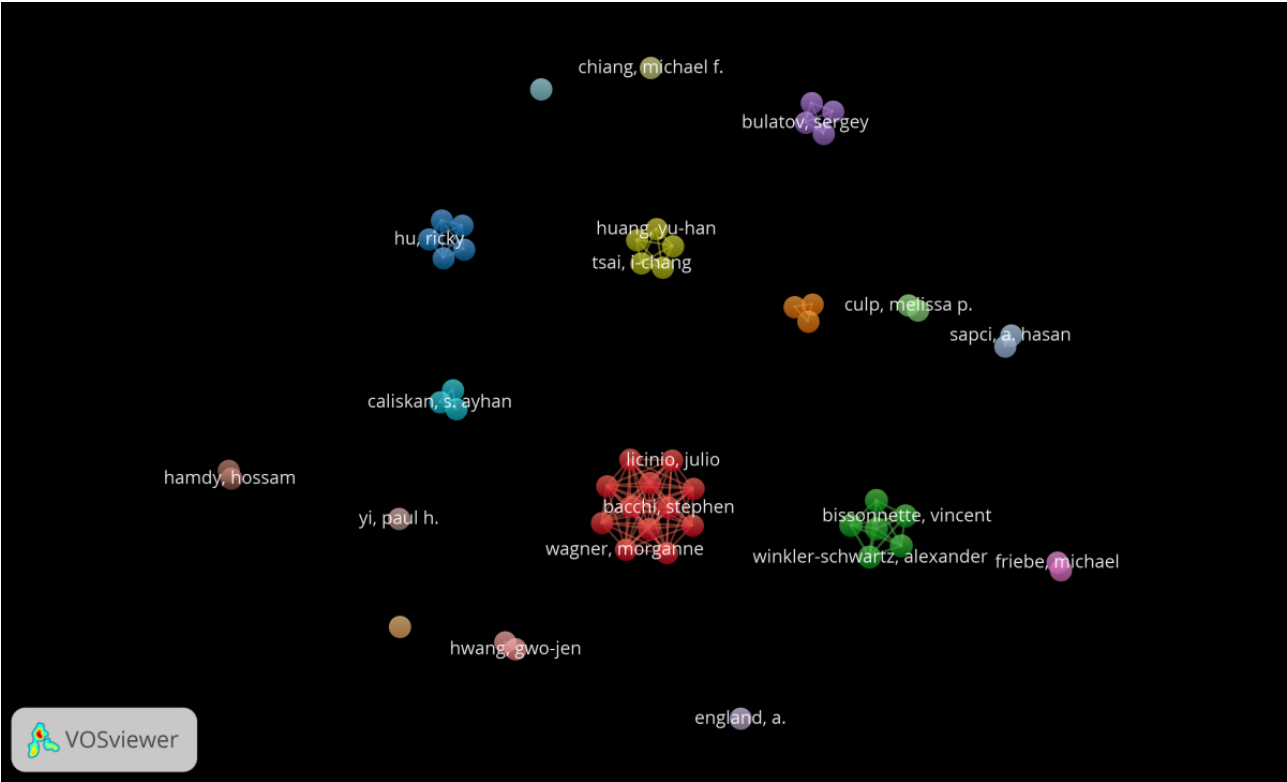 chiang, michael f.
bulatov, sergey
huang, yu-han
hu, ricky
tsai, i-chang
culp, melissa p.
sapci, a. hasan
caliskan, s. ayhan
licinio, julio
hamdy, hossam
bacchi, stephen
bissonnette, vincent
yi, paul h.
wagner, morganne
winkler-schwartz, alexander
friebe, michael
hwang, gwo-jen
england, a.
VOSviewer